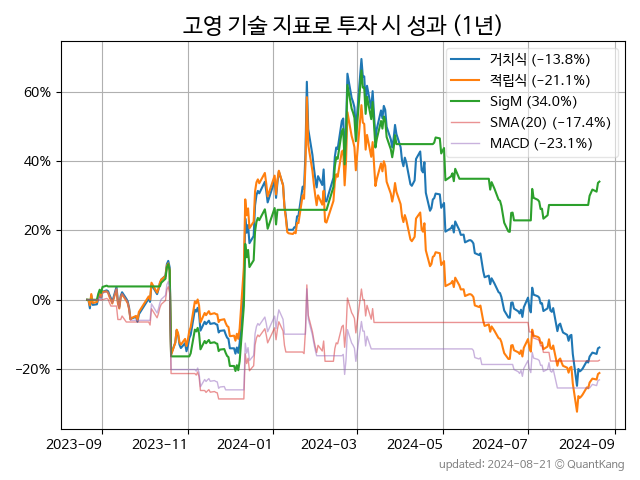 고영 기술 지표로 투자 시 성과 (1년)
거치식 (−13.8%)
적립식 (−21.1%)
SigM (34.0%)
SMA(20) (−17.4%)
MACD (−23.1%)
60%
40%
20%
0%
−20%
2023-09 2023-11 2024-01 2024-03 2024-05 2024-07 2024-09
updated: 2024-08-21 © QuantKang